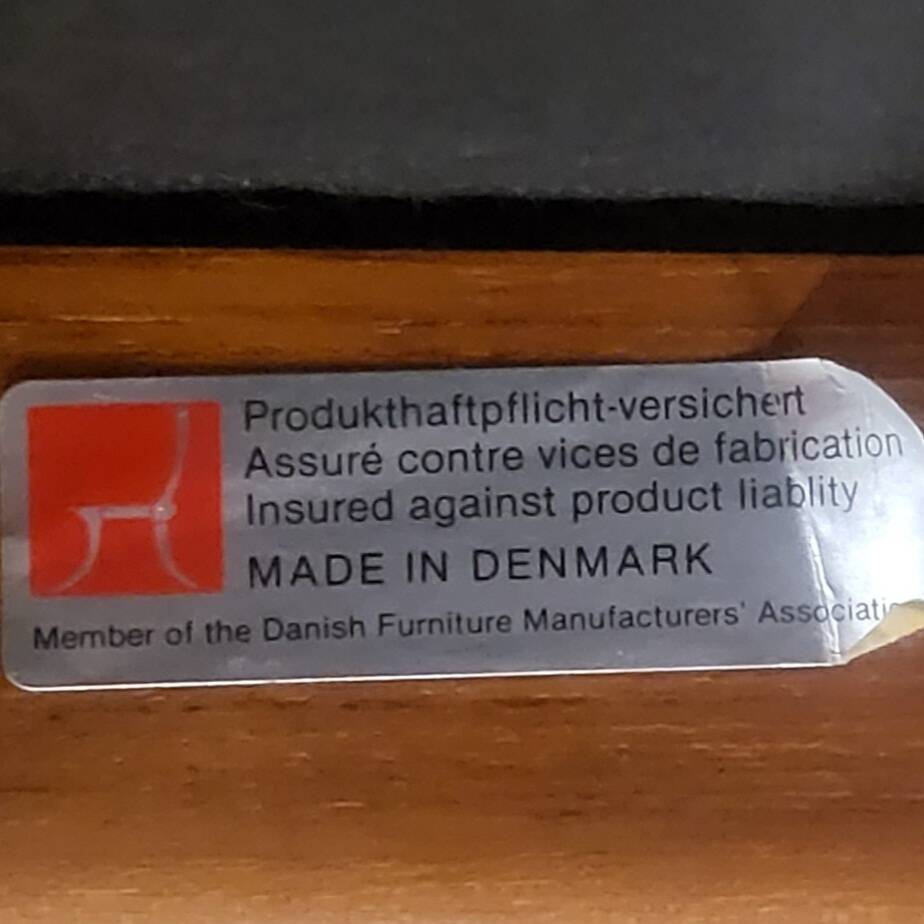 Produkthaftpflicht-versichert
Assuré contre vices de fabrication
Insured against product liablity
MADE IN DENMARK
Member of the Danish Furniture Manufacturers' Associati